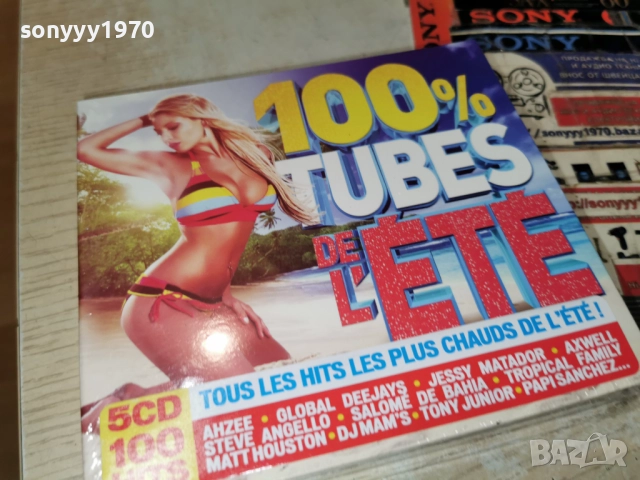 sonyyy1970
SONY
SONY
100%
TUBES
DE
L'ÉTÉ
TOUS LES HITS LES PLUS CHAUDS DE L'ÉTÉ !
5CD
100
HITS
AHZEE • GLOBAL DEEJAYS • JESSY MATADOR • AXWELL
STEVE ANGELLO • SALOMÉ DE BAHIA • TROPICAL FAMILY
MATT HOUSTON • DJ MAM'S • TONY JUNIOR • PAPI SANCHEZ...
BAZAR
bg